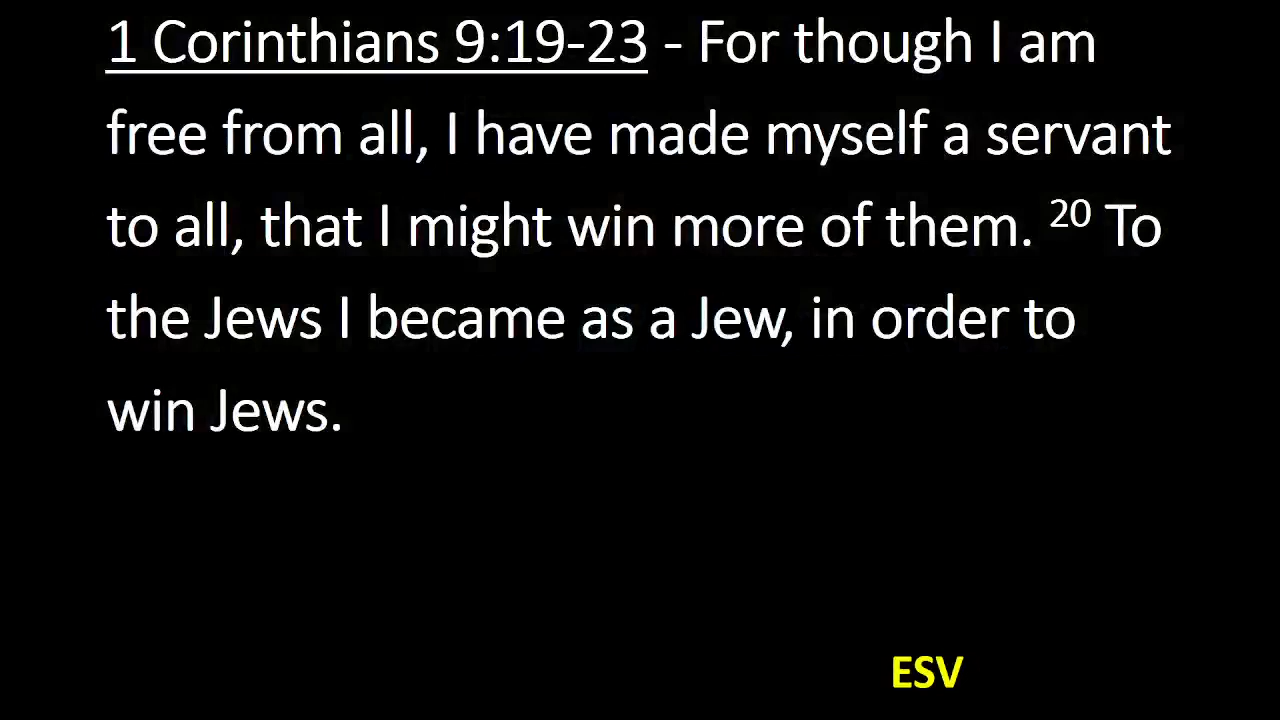 1 Corinthians 9:19-23 - For though I am
free from all, I have made myself a servant
to all, that I might win more of them. 20 To
the Jews I became as a Jew, in order to
win Jews.
ESV